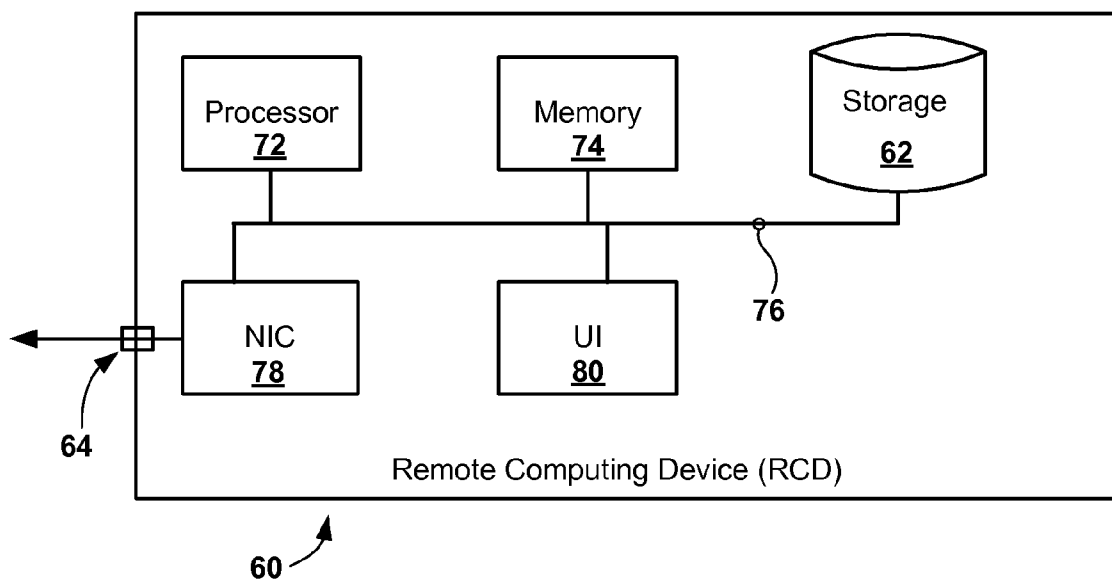 Processor
72
Memory
74
Storage
62
76
NIC
78
UI
80
64
Remote Computing Device (RCD)
60